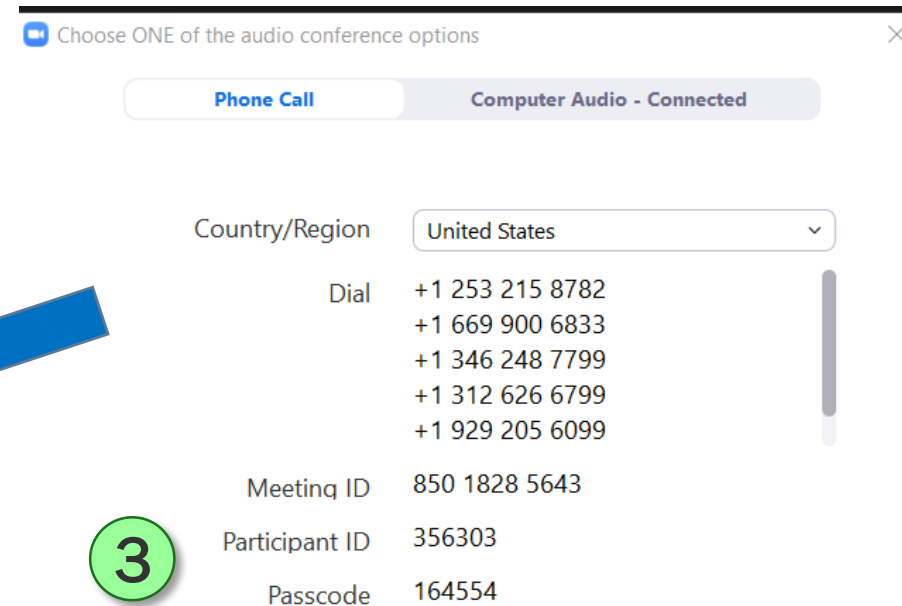 Choose ONE of the audio conference options
Phone Call Computer Audio - Connected
Country/Region United States
Dial +1 253 215 8782
+1 669 900 6833
+1 346 248 7799
+1 312 626 6799
+1 929 205 6099
Meeting ID 850 1828 5643
Participant ID 356303
3
Passcode 164554